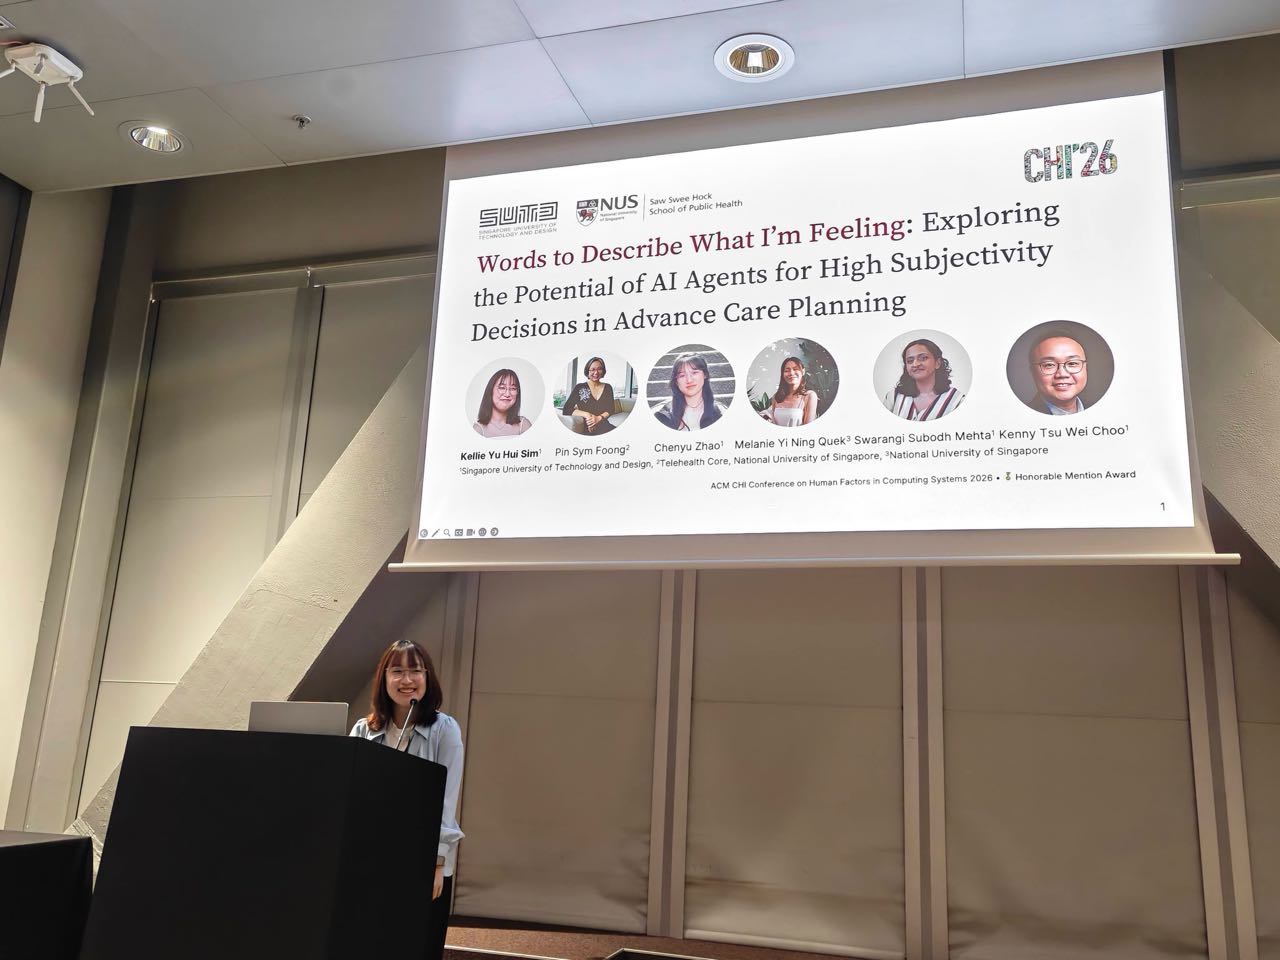 CHI'26
SUTD
SINGAPORE UNIVERSITY OF
TECHNOLOGY AND DESIGN
NUS
National University
of Singapore
Saw Swee Hock
School of Public Health
Words to Describe What I'm Feeling: Exploring
the Potential of AI Agents for High Subjectivity
Decisions in Advance Care Planning
Kellie Yu Hui Sim¹ Pin Sym Foong² Chenyu Zhao¹ Melanie Yi Ning Quek³ Swarangi Subodh Mehta¹ Kenny Tsu Wei Choo¹
¹Singapore University of Technology and Design, ²Telehealth Core, National University of Singapore, ³National University of Singapore
ACM CHI Conference on Human Factors in Computing Systems 2026 • Honorable Mention Award
1